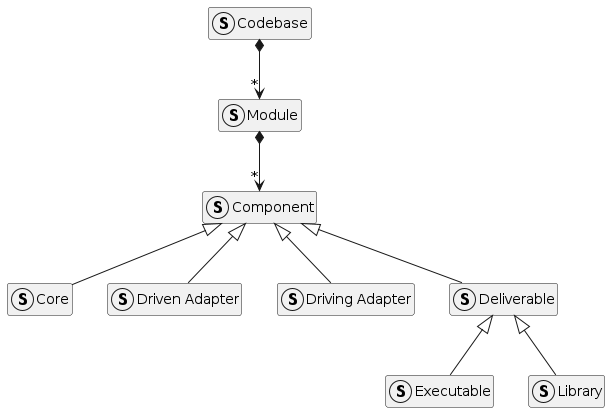 S Codebase
*
S Module
*
S Component
S Core
S Driven Adapter
S Driving Adapter
S Deliverable
S Executable
S Library